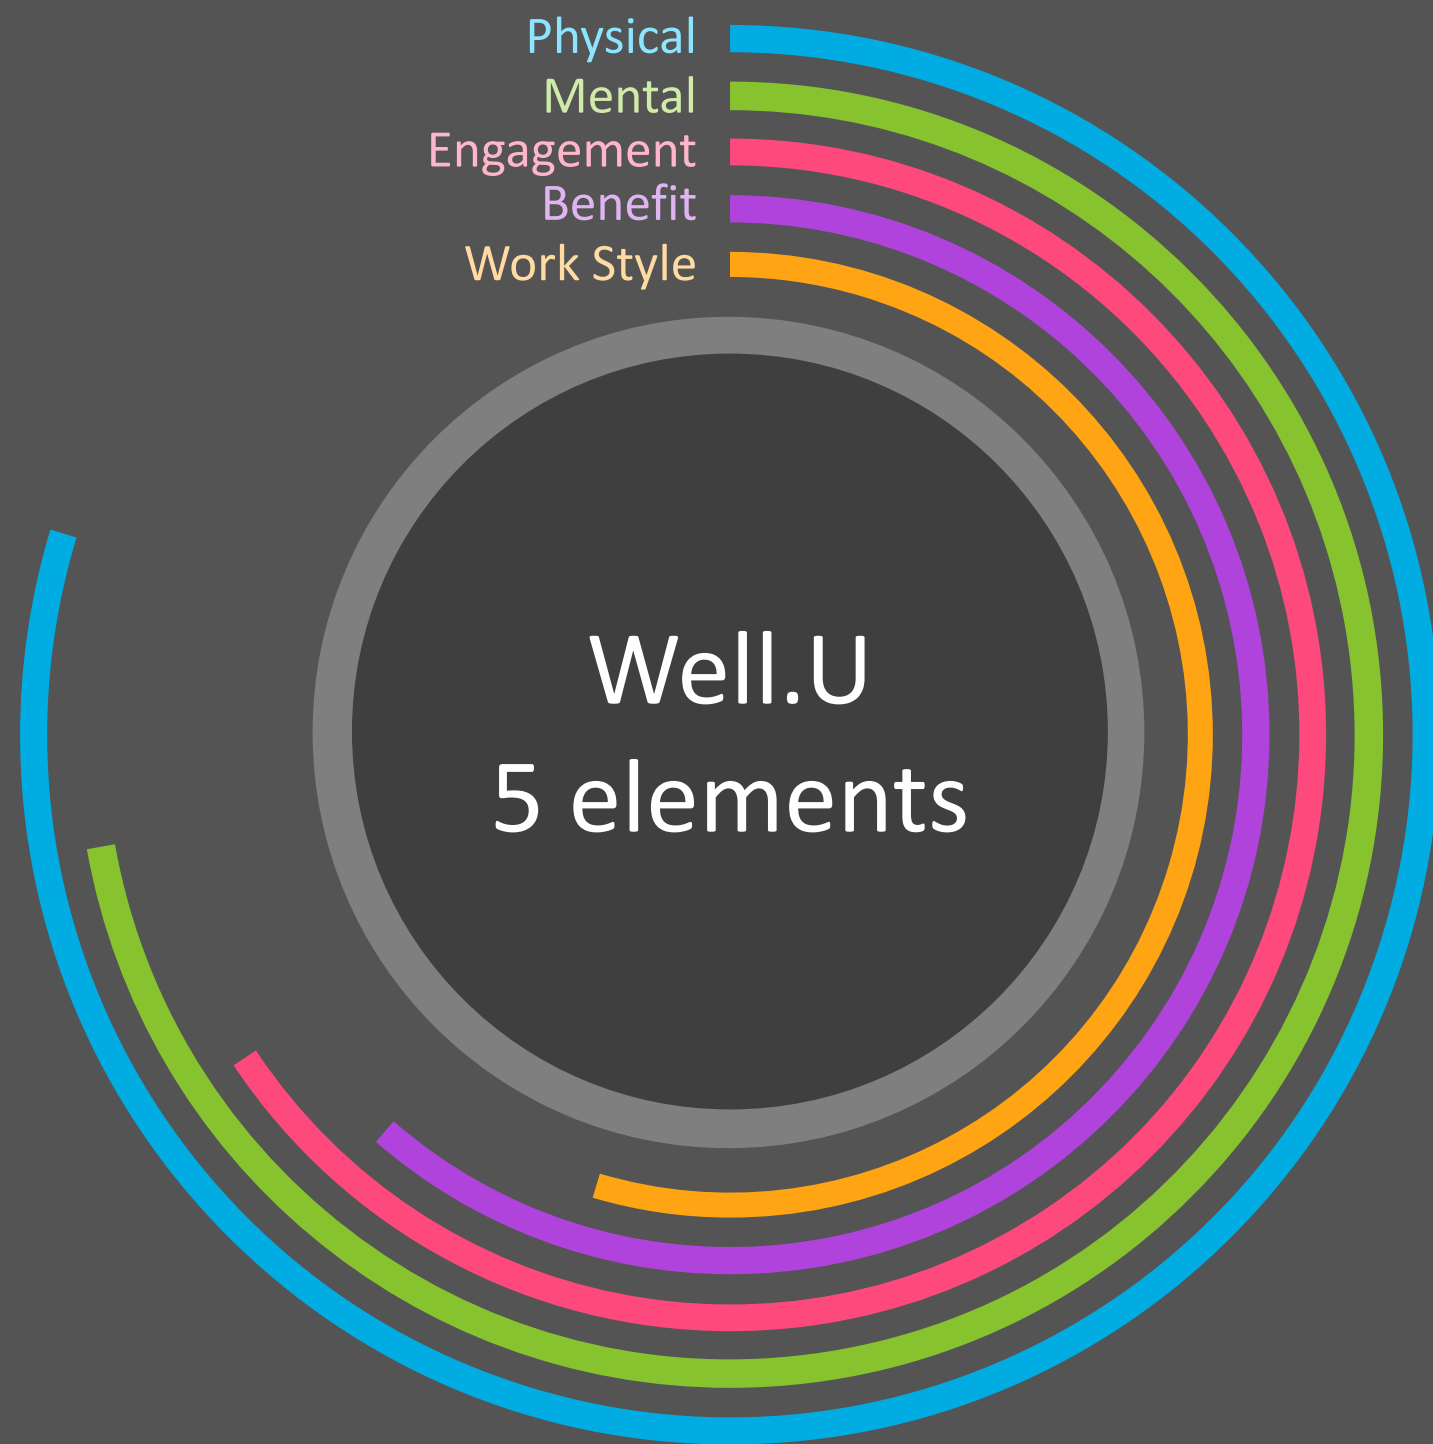 Physical
Mental
Engagement
Benefit
Work Style
Well.U
5 elements